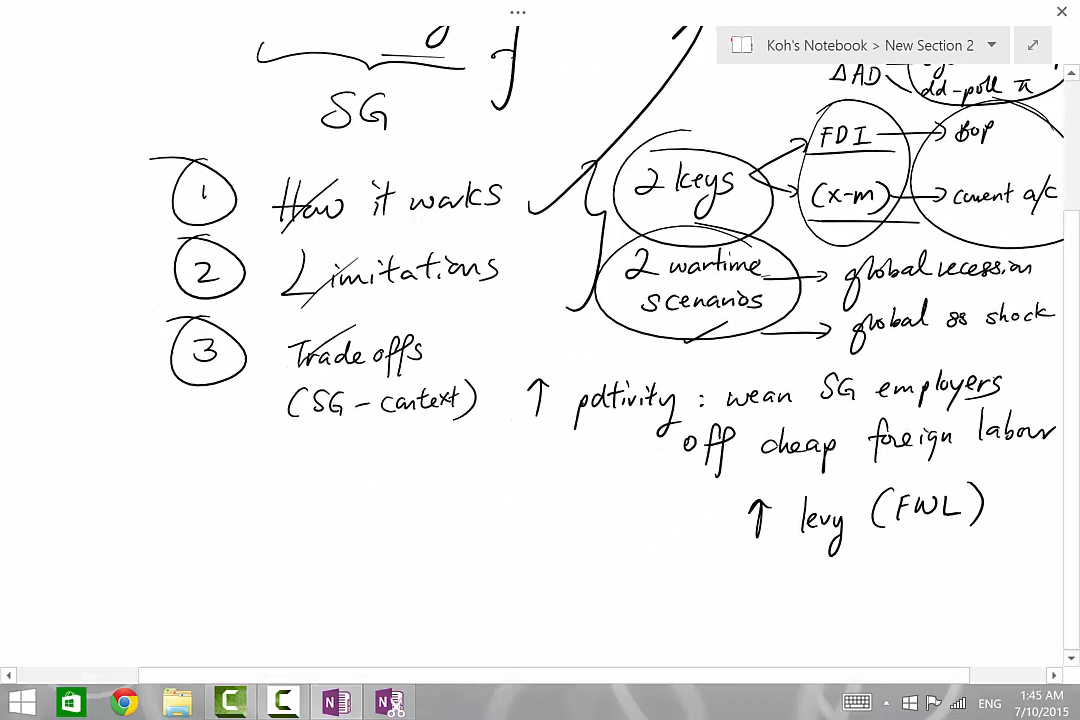 Koh's Notebook > New Section 2
SG
ΔAD
dd-pull π
1 How it works
2 Limitations
3 Trade offs
(SG - context)
2 keys
FDI → BOP
(x-m) → current a/c
2 wartime scenarios
→ global recession
→ global ss shock
↑ pdtivity : wean SG employers
off cheap foreign labour
↑ levy (FWL)
ENG
1:45 AM
7/10/2015